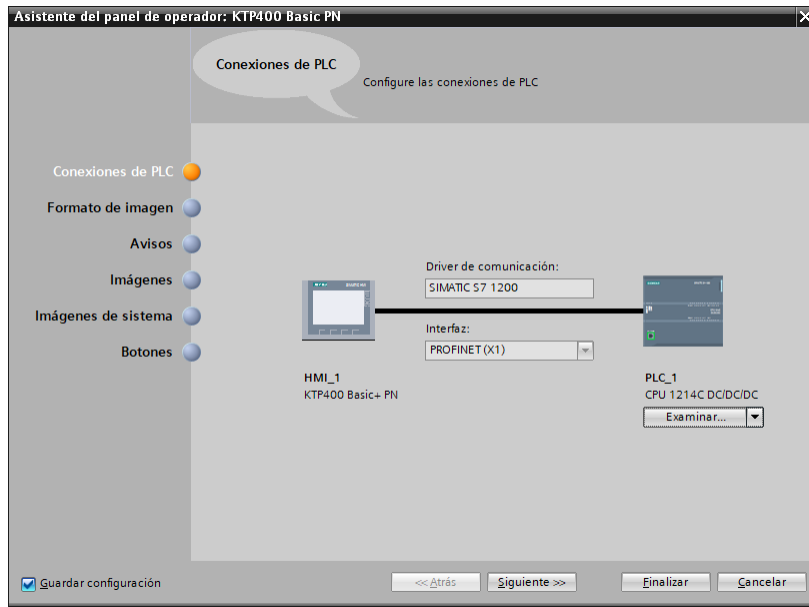 Asistente del panel de operador: KTP400 Basic PN
Conexiones de PLC
Configure las conexiones de PLC
Conexiones de PLC
Formato de imagen
Avisos
Imágenes
Imágenes de sistema
Botones
Driver de comunicación:
SIMATIC S7 1200
Interfaz:
PROFINET (X1)
HMI_1
KTP400 Basic+ PN
PLC_1
CPU 1214C DC/DC/DC
Examinar...
Guardar configuración
<< Atrás
Siguiente >>
Finalizar
Cancelar